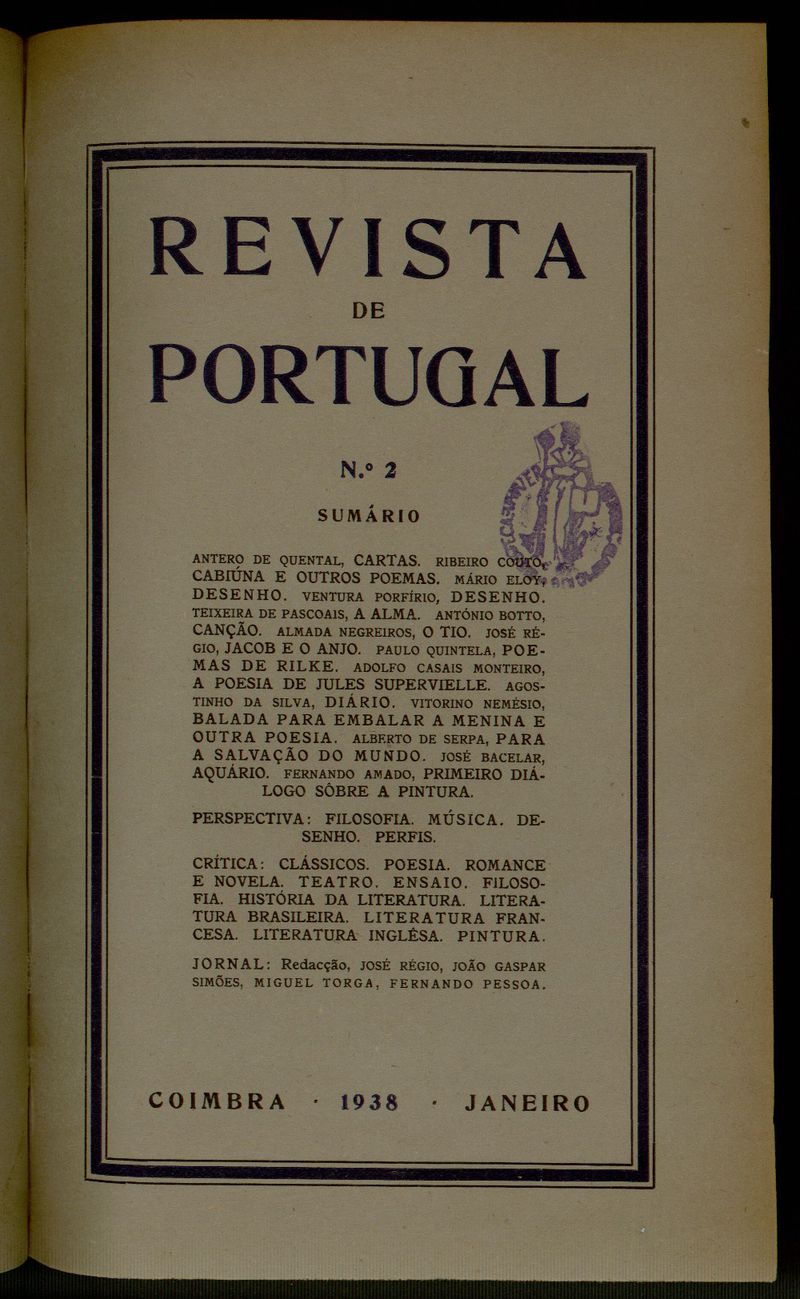 REVISTA
DE
PORTUGAL
N.º 2
SUMÁRIO
ANTERO DE QUENTAL, CARTAS. RIBEIRO COUTO,
CABIÚNA E OUTROS POEMAS. MÁRIO ELOY,
DESENHO. VENTURA PORFÍRIO, DESENHO.
TEIXEIRA DE PASCOAIS, A ALMA. ANTÓNIO BOTTO,
CANÇÃO. ALMADA NEGREIROS, O TIO. JOSÉ RÉ-
GIO, JACOB E O ANJO. PAULO QUINTELA, POE-
MAS DE RILKE. ADOLFO CASAIS MONTEIRO,
A POESIA DE JULES SUPERVIELLE. AGOS-
TINHO DA SILVA, DIÁRIO. VITORINO NEMÉSIO,
BALADA PARA EMBALAR A MENINA E
OUTRA POESIA. ALBERTO DE SERPA, PARA
A SALVAÇÃO DO MUNDO. JOSÉ BACELAR,
AQUÁRIO. FERNANDO AMADO, PRIMEIRO DIÁ-
LOGO SÔBRE A PINTURA.
PERSPECTIVA: FILOSOFIA. MÚSICA. DE-
SENHO. PERFIS.
CRÍTICA: CLÁSSICOS. POESIA. ROMANCE
E NOVELA. TEATRO. ENSAIO. FILOSO-
FIA. HISTÓRIA DA LITERATURA. LITERA-
TURA BRASILEIRA. LITERATURA FRAN-
CESA. LITERATURA INGLÊSA. PINTURA.
JORNAL: Redacção, JOSÉ RÉGIO, JOÃO GASPAR
SIMÕES, MIGUEL TORGA, FERNANDO PESSOA.
COIMBRA · 1938 · JANEIRO